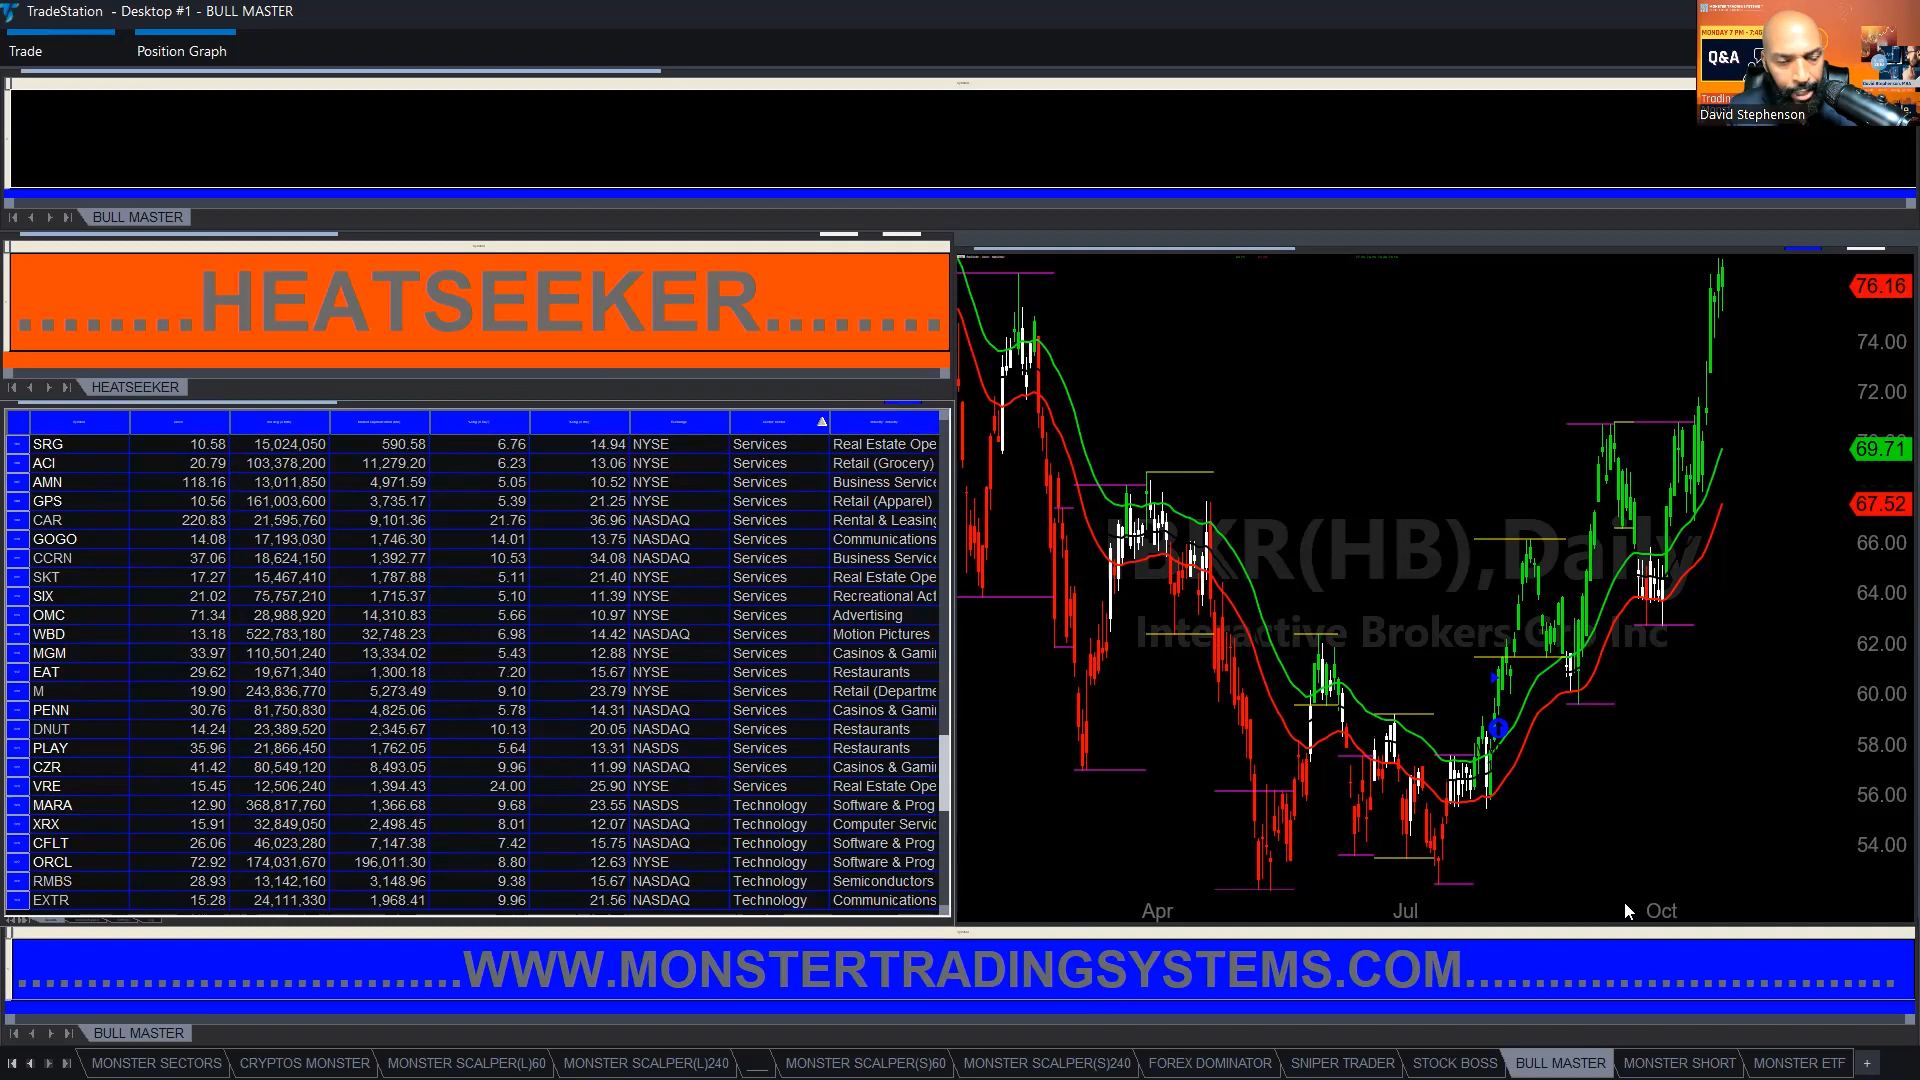 TradeStation - Desktop #1 - BULL MASTER
Trade Position Graph
MONDAY 7 PM - 7:45
Q&A
David Stephenson
BULL MASTER
........HEATSEEKER........
HEATSEEKER
SRG 10.58 15,024,050 590.58 6.76 14.94 NYSE Services Real Estate Ope
ACI 20.79 103,378,200 11,279.20 6.23 13.06 NYSE Services Retail (Grocery)
AMN 118.16 13,011,850 4,971.59 5.05 10.52 NYSE Services Business Service
GPS 10.56 161,003,600 3,735.17 5.39 21.25 NYSE Services Retail (Apparel)
CAR 220.83 21,595,760 9,101.36 21.76 36.96 NASDAQ Services Rental & Leasing
GOGO 14.08 17,193,030 1,746.30 14.01 13.75 NASDAQ Services Communications
CCRN 37.06 18,624,150 1,392.77 10.53 34.08 NASDAQ Services Business Service
SKT 17.27 15,467,410 1,787.88 5.11 21.40 NYSE Services Real Estate Ope
SIX 21.02 75,757,210 1,715.37 5.10 11.39 NYSE Services Recreational Act
OMC 71.34 28,988,920 14,310.83 5.66 10.97 NYSE Services Advertising
WBD 13.18 522,783,180 32,748.23 6.98 14.42 NASDAQ Services Motion Pictures
MGM 33.97 110,501,240 13,334.02 5.43 12.88 NYSE Services Casinos & Gami
EAT 29.62 19,671,340 1,300.18 7.20 15.67 NYSE Services Restaurants
M 19.90 243,836,770 5,273.49 9.10 23.79 NYSE Services Retail (Departme
PENN 30.76 81,750,830 4,825.06 5.78 14.31 NASDAQ Services Casinos & Gami
DNUT 14.24 23,389,520 2,345.67 10.13 20.05 NASDAQ Services Restaurants
PLAY 35.96 21,866,450 1,762.05 5.64 13.31 NASDS Services Restaurants
CZR 41.42 80,549,120 8,493.05 9.96 11.99 NASDAQ Services Casinos & Gami
VRE 15.45 12,506,240 1,394.43 24.00 25.90 NYSE Services Real Estate Ope
MARA 12.90 368,817,760 1,366.68 9.68 23.55 NASDS Technology Software & Prog
XRX 15.91 32,849,050 2,498.45 8.01 12.07 NASDAQ Technology Computer Servic
CFLT 26.06 46,023,280 7,147.38 7.42 15.75 NASDAQ Technology Software & Prog
ORCL 72.92 174,031,670 196,011.30 8.80 12.63 NYSE Technology Software & Prog
RMBS 28.93 13,142,160 3,148.96 9.38 15.67 NASDAQ Technology Semiconductors
EXTR 15.28 24,111,330 1,968.41 9.96 21.56 NASDAQ Technology Communications
76.16
74.00
72.00
69.71
67.52
66.00
64.00
62.00
60.00
58.00
56.00
54.00
BKR(HB),Daily
Interactive Brokers Grp Inc
Apr Jul Oct
WWW.MONSTERTRADINGSYSTEMS.COM
BULL MASTER
MONSTER SECTORS CRYPTOS MONSTER MONSTER SCALPER(L)60 MONSTER SCALPER(L)240 ___ MONSTER SCALPER(S)60 MONSTER SCALPER(S)240 FOREX DOMINATOR SNIPER TRADER STOCK BOSS BULL MASTER MONSTER SHORT MONSTER ETF +